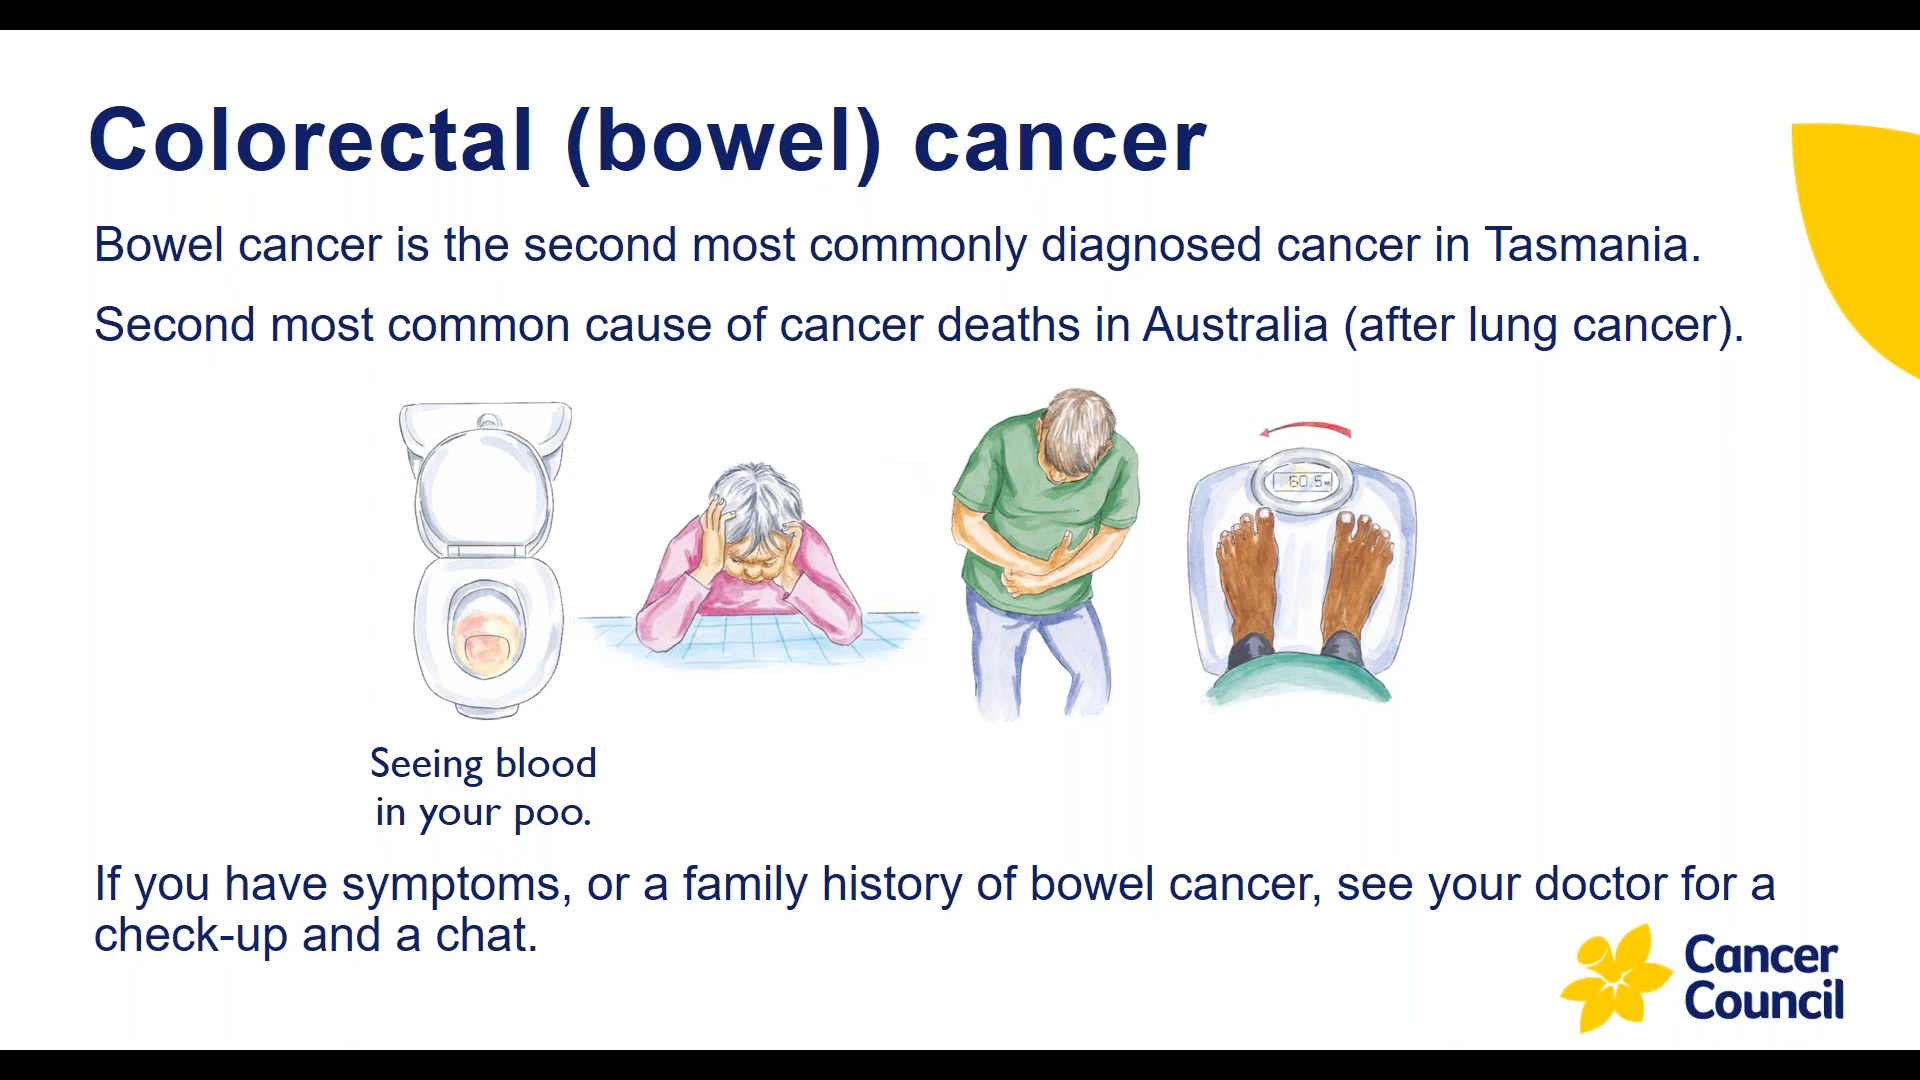 Colorectal (bowel) cancer
Bowel cancer is the second most commonly diagnosed cancer in Tasmania.
Second most common cause of cancer deaths in Australia (after lung cancer).
60.5
Seeing blood
in your poo.
If you have symptoms, or a family history of bowel cancer, see your doctor for a
check-up and a chat.
Cancer
Council